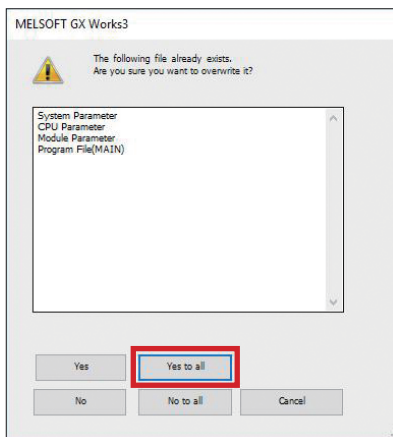 MELSOFT GX Works3
The following file already exists.
Are you sure you want to overwrite it?
System Parameter
CPU Parameter
Module Parameter
Program File(MAIN)
Yes
Yes to all
No
No to all
Cancel